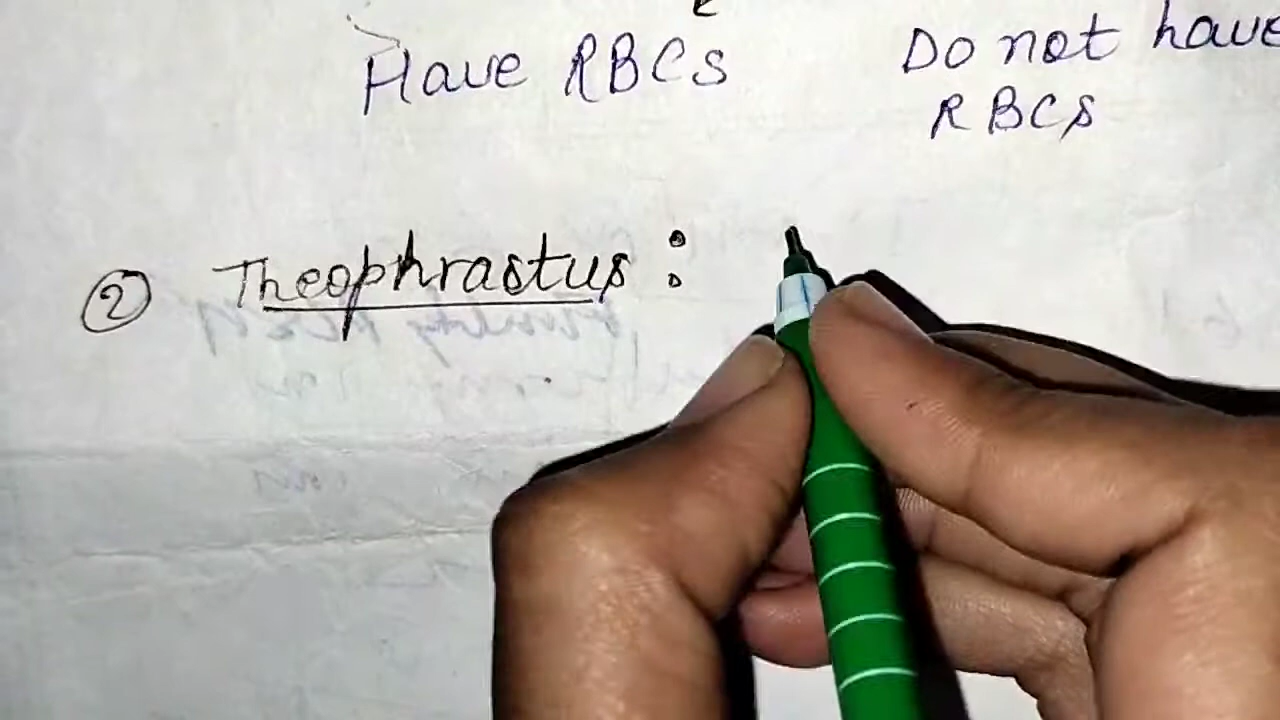 Have RBCs Do not have
RBCs
② Theophrastus :